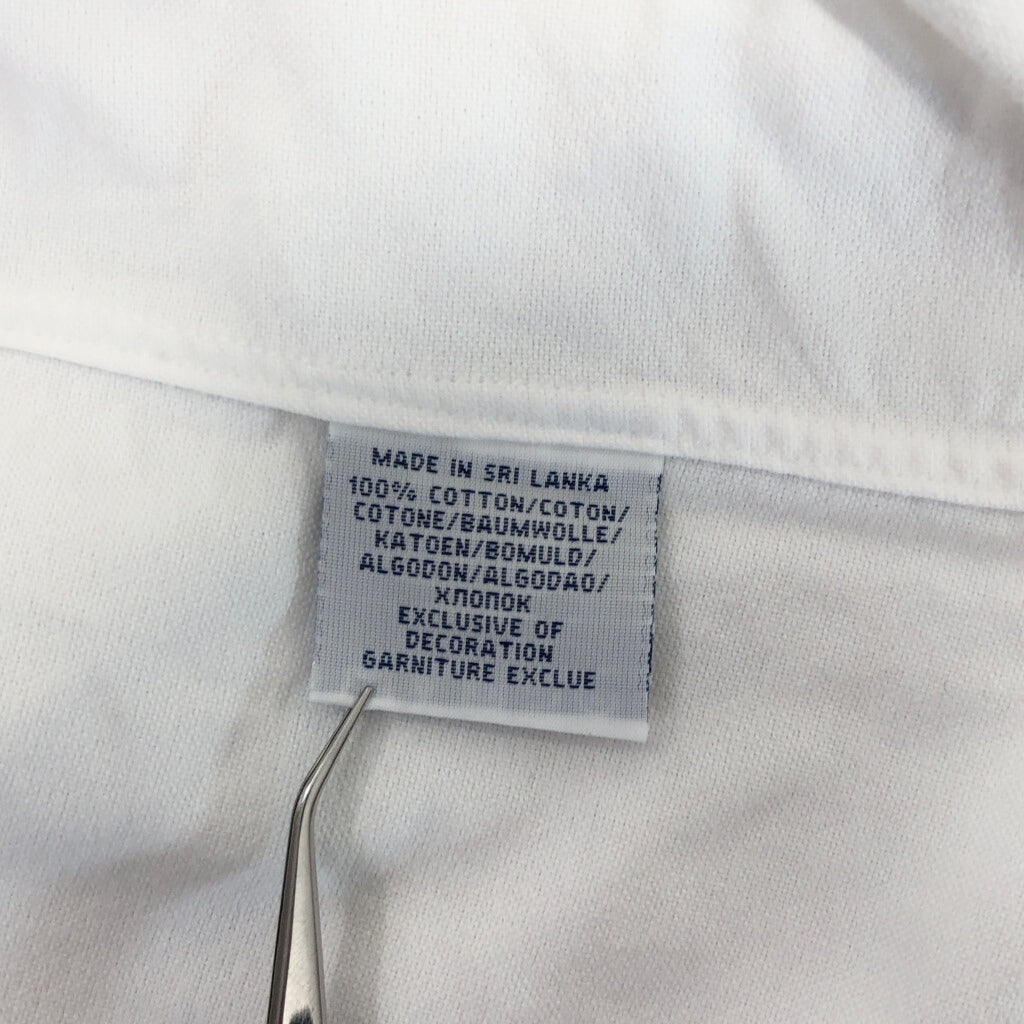 MADE IN SRI LANKA
100% COTTON/COTON/
COTONE/BAUMWOLLE/
KATOEN/BOMULD/
ALGODON/ALGODAO/
ХЛОПОК
EXCLUSIVE OF
DECORATION
GARNITURE EXCLUE